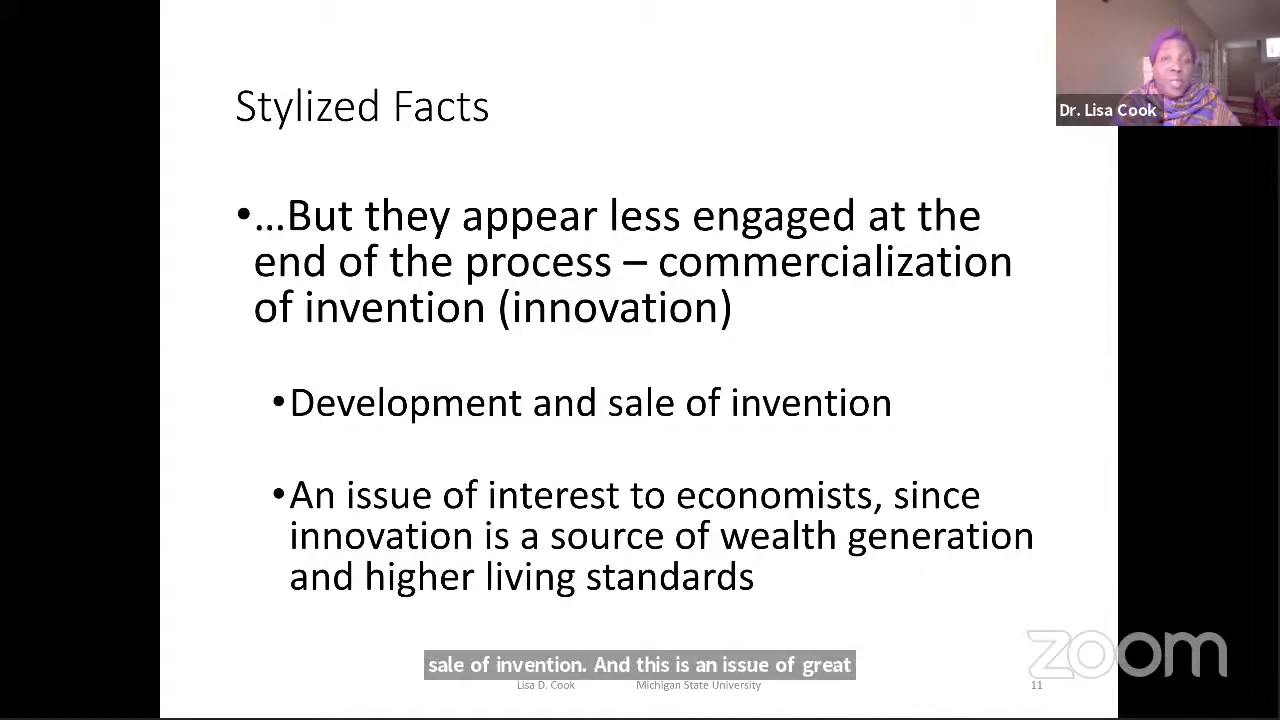 Stylized Facts
Dr. Lisa Cook
•…But they appear less engaged at the
end of the process – commercialization
of invention (innovation)
•Development and sale of invention
•An issue of interest to economists, since
innovation is a source of wealth generation
and higher living standards
sale of invention. And this is an issue of great
Lisa D. Cook Michigan State University 11
zoom